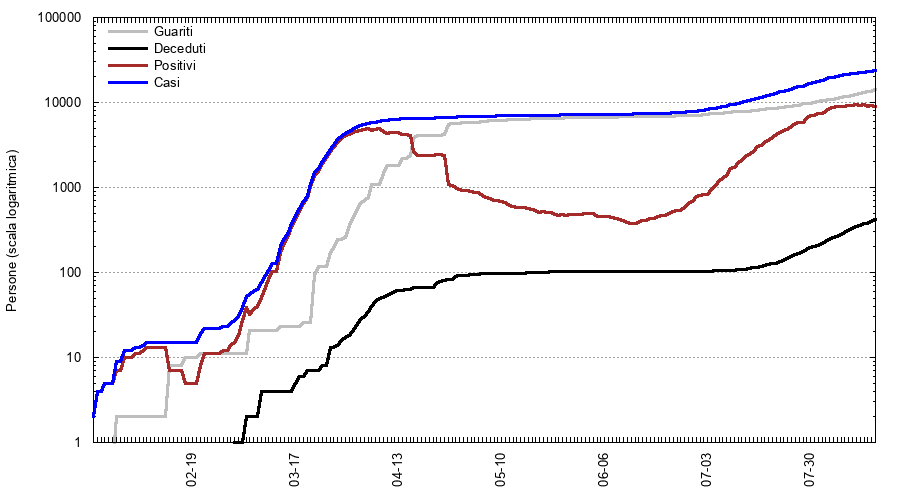 100000
10000
1000
100
10
1
Persone (scala logaritmica)
Guariti
Deceduti
Positivi
Casi
02-19
03-17
04-13
05-10
06-06
07-03
07-30